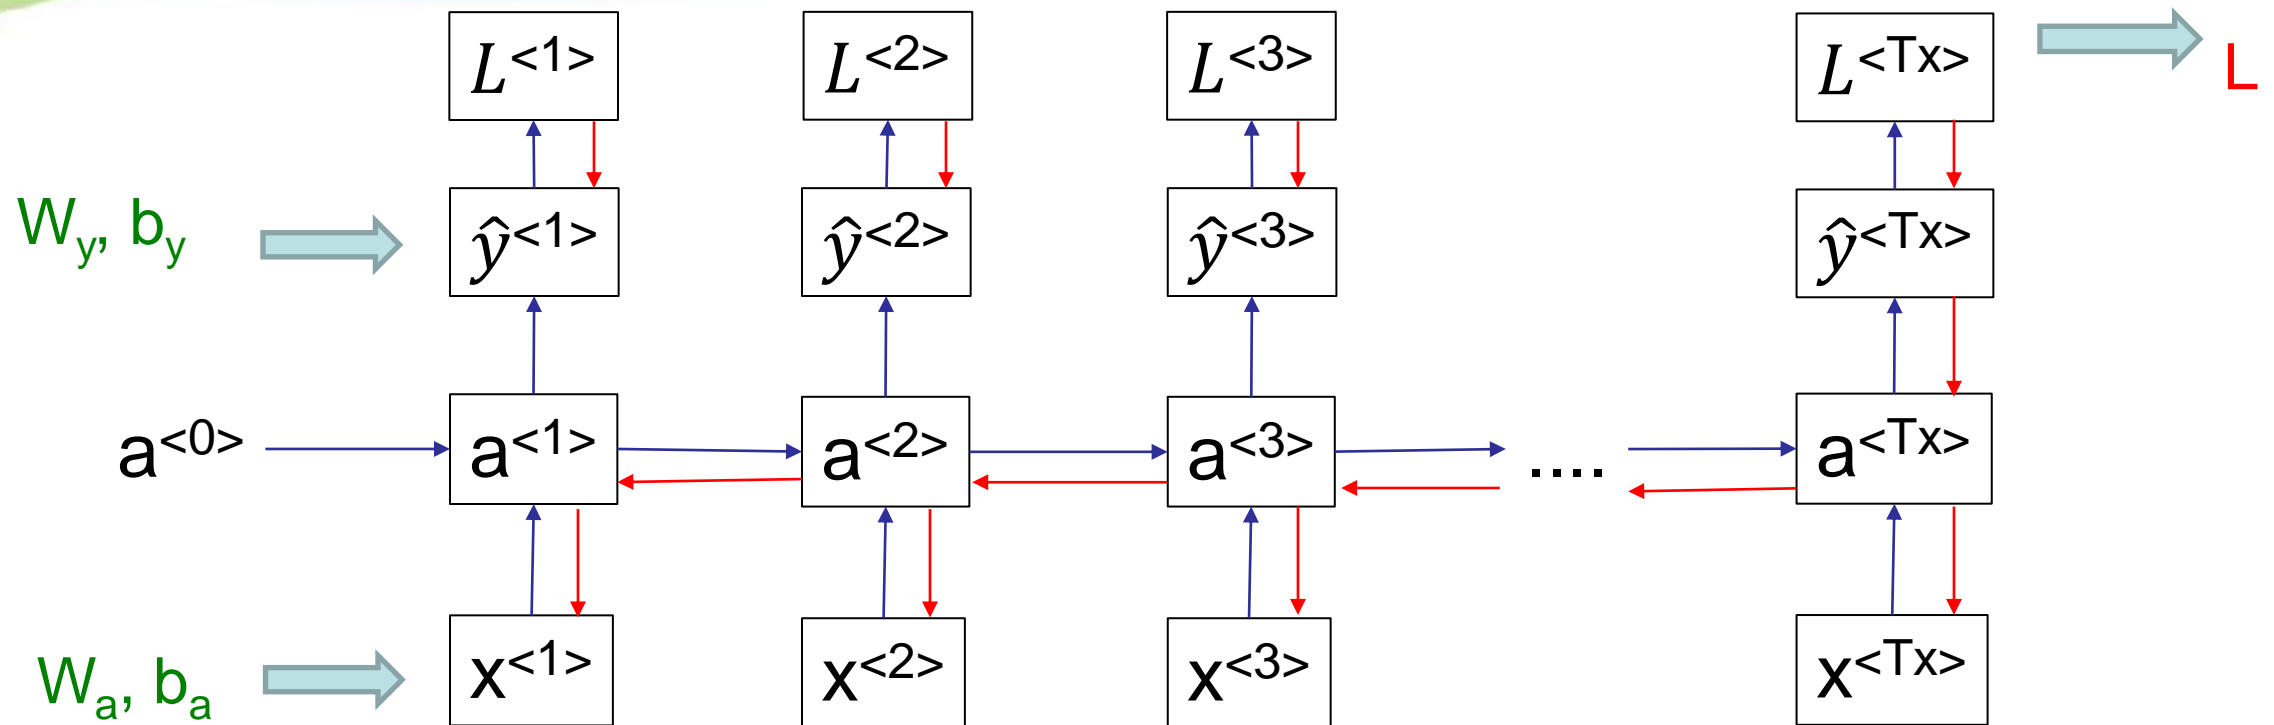 L<1> L<2> L<3> L<Tx> L
Wy, by ŷ<1> ŷ<2> ŷ<3> ŷ<Tx>
a<0> a<1> a<2> a<3> .... a<Tx>
Wa, ba x<1> x<2> x<3> x<Tx>